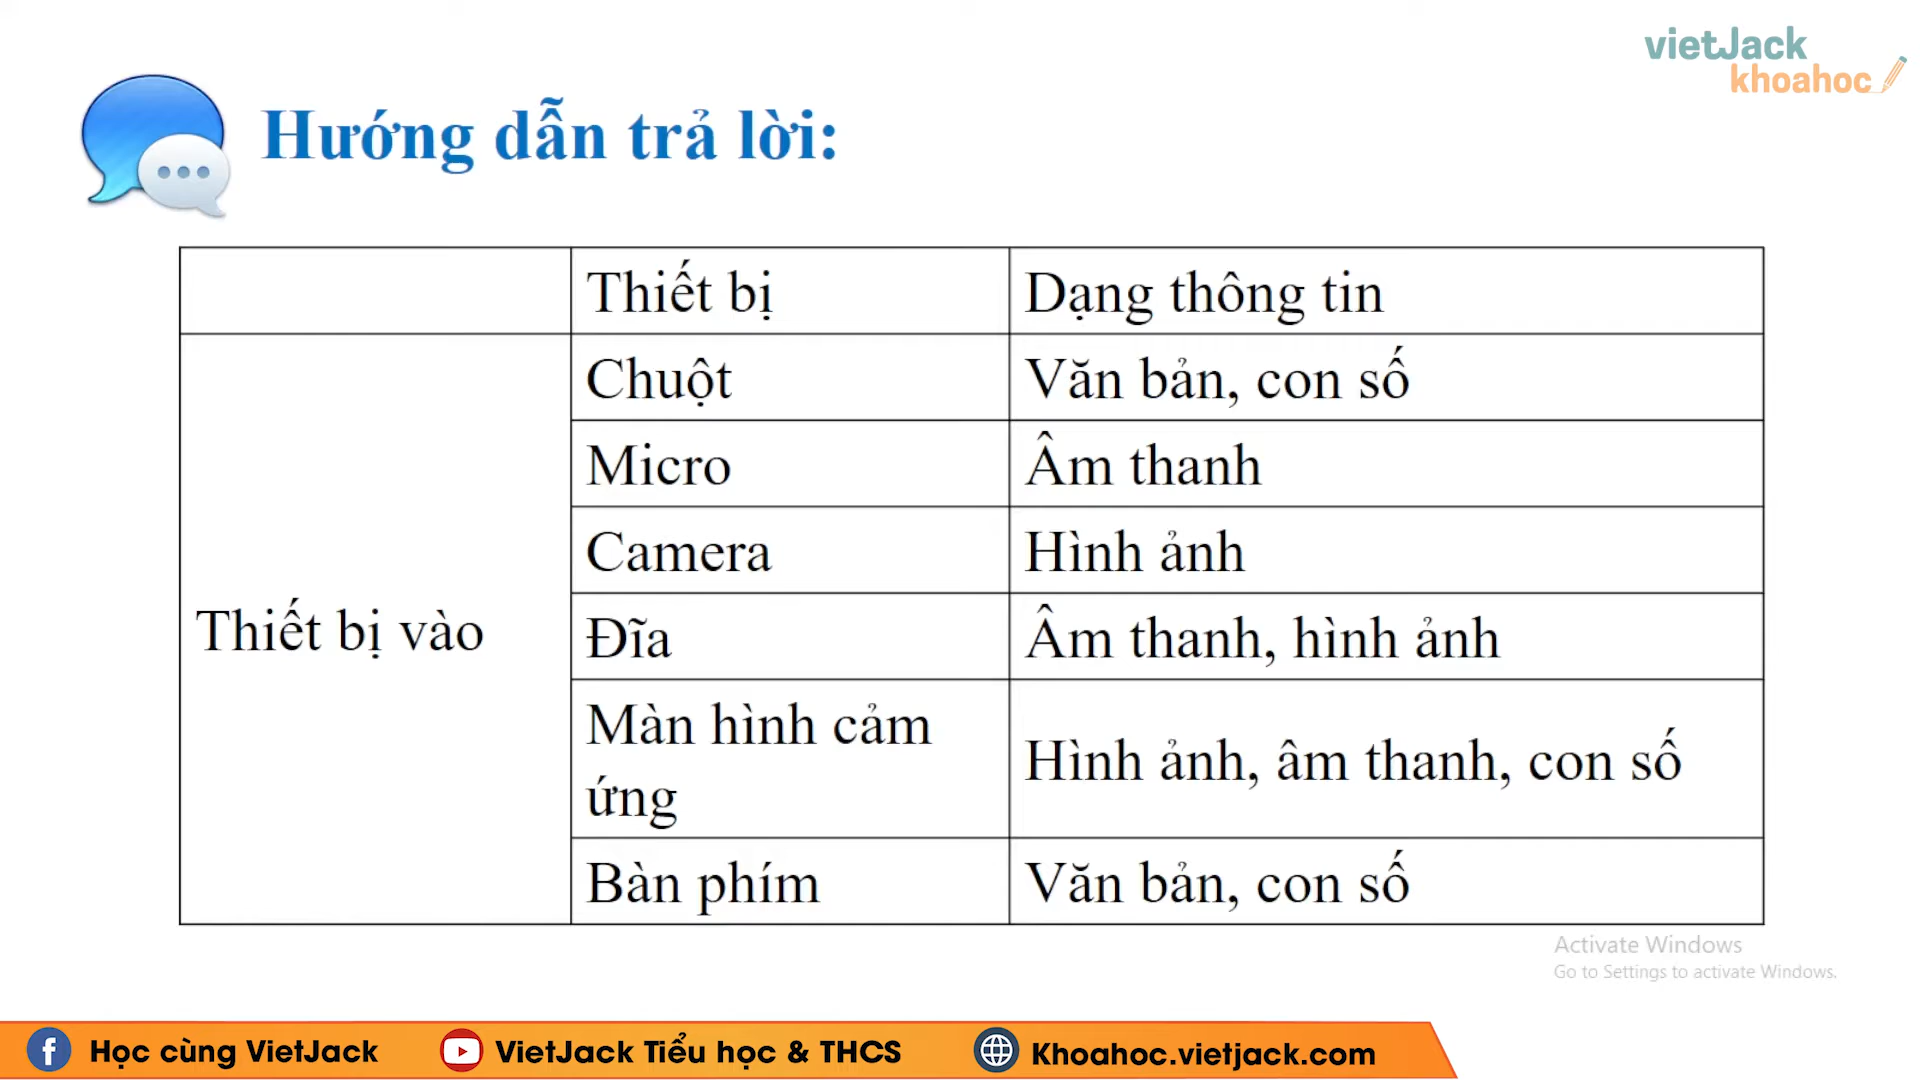 vietJack
khoahoc
Hướng dẫn trả lời:
Thiết bị
Dạng thông tin
Thiết bị vào
Chuột
Văn bản, con số
Micro
Âm thanh
Camera
Hình ảnh
Đĩa
Âm thanh, hình ảnh
Màn hình cảm
ứng
Hình ảnh, âm thanh, con số
Bàn phím
Văn bản, con số
Activate Windows
Go to Settings to activate Windows.
Học cùng VietJack
VietJack Tiểu học & THCS
Khoahoc.vietjack.com